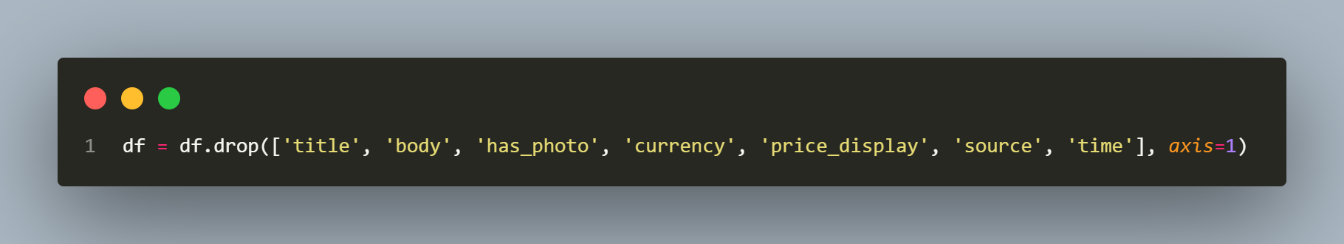 1 df = df.drop(['title', 'body', 'has_photo', 'currency', 'price_display', 'source', 'time'], axis=1)